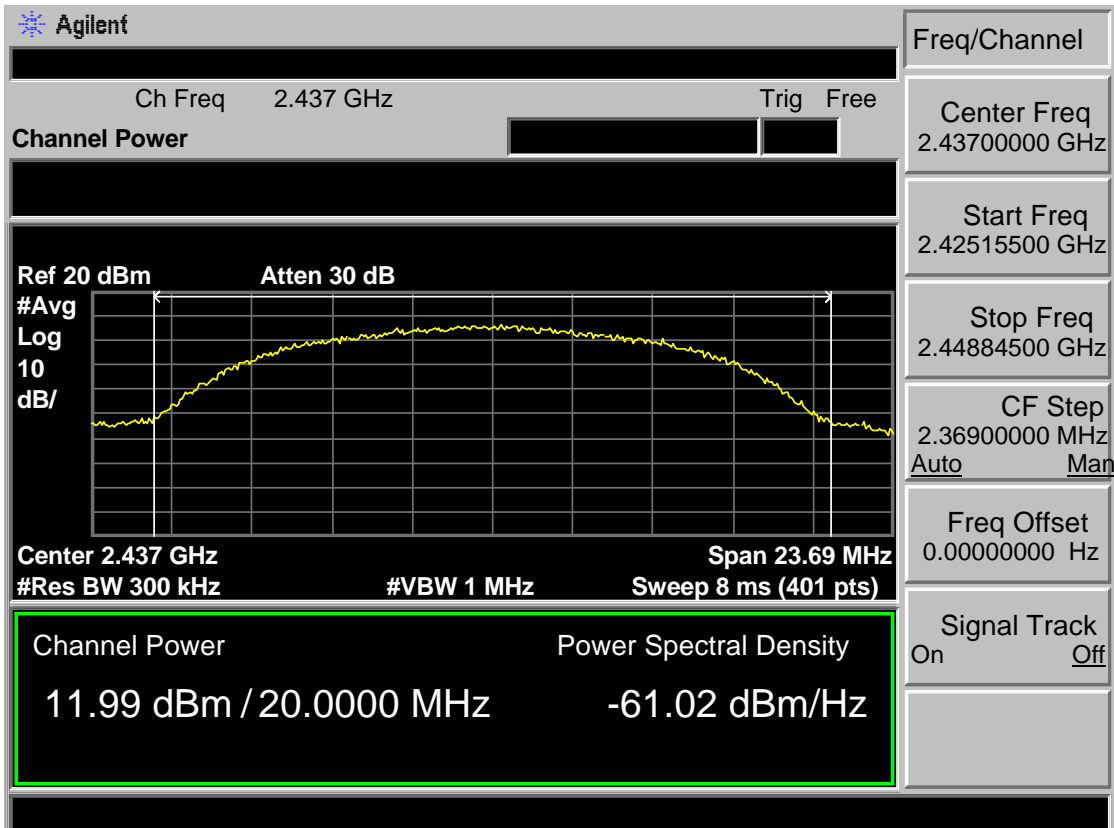 Agilent
Freq/Channel
Ch Freq 2.437 GHz Trig Free
Channel Power
Center Freq
2.43700000 GHz
Start Freq
2.42515500 GHz
Stop Freq
2.44884500 GHz
CF Step
2.36900000 MHz
Auto Man
Freq Offset
0.00000000 Hz
Signal Track
On Off
Ref 20 dBm Atten 30 dB
#Avg
Log
10
dB/
Center 2.437 GHz Span 23.69 MHz
#Res BW 300 kHz #VBW 1 MHz Sweep 8 ms (401 pts)
Channel Power Power Spectral Density
11.99 dBm / 20.0000 MHz -61.02 dBm/Hz